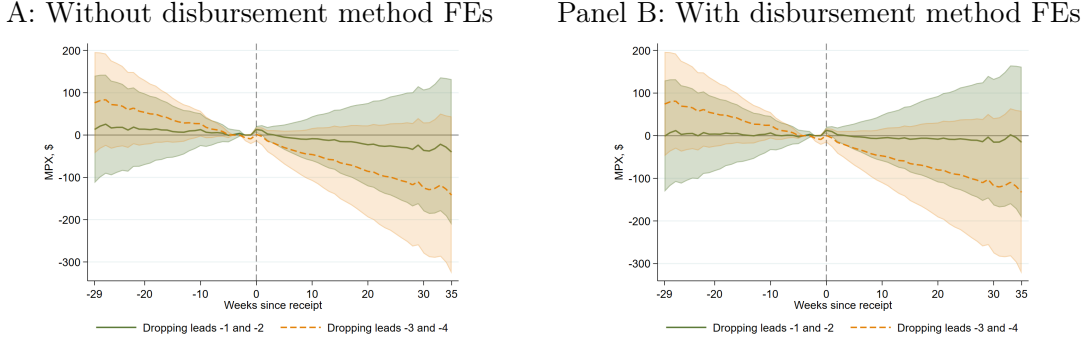 A: Without disbursement method FEs
Panel B: With disbursement method FEs
200
100
0
-100
-200
-300
MPX, $
-29
-20
-10
0
10
20
30
35
Weeks since receipt
Dropping leads -1 and -2
Dropping leads -3 and -4
200
100
0
-100
-200
-300
MPX, $
-29
-20
-10
0
10
20
30
35
Weeks since receipt
Dropping leads -1 and -2
Dropping leads -3 and -4